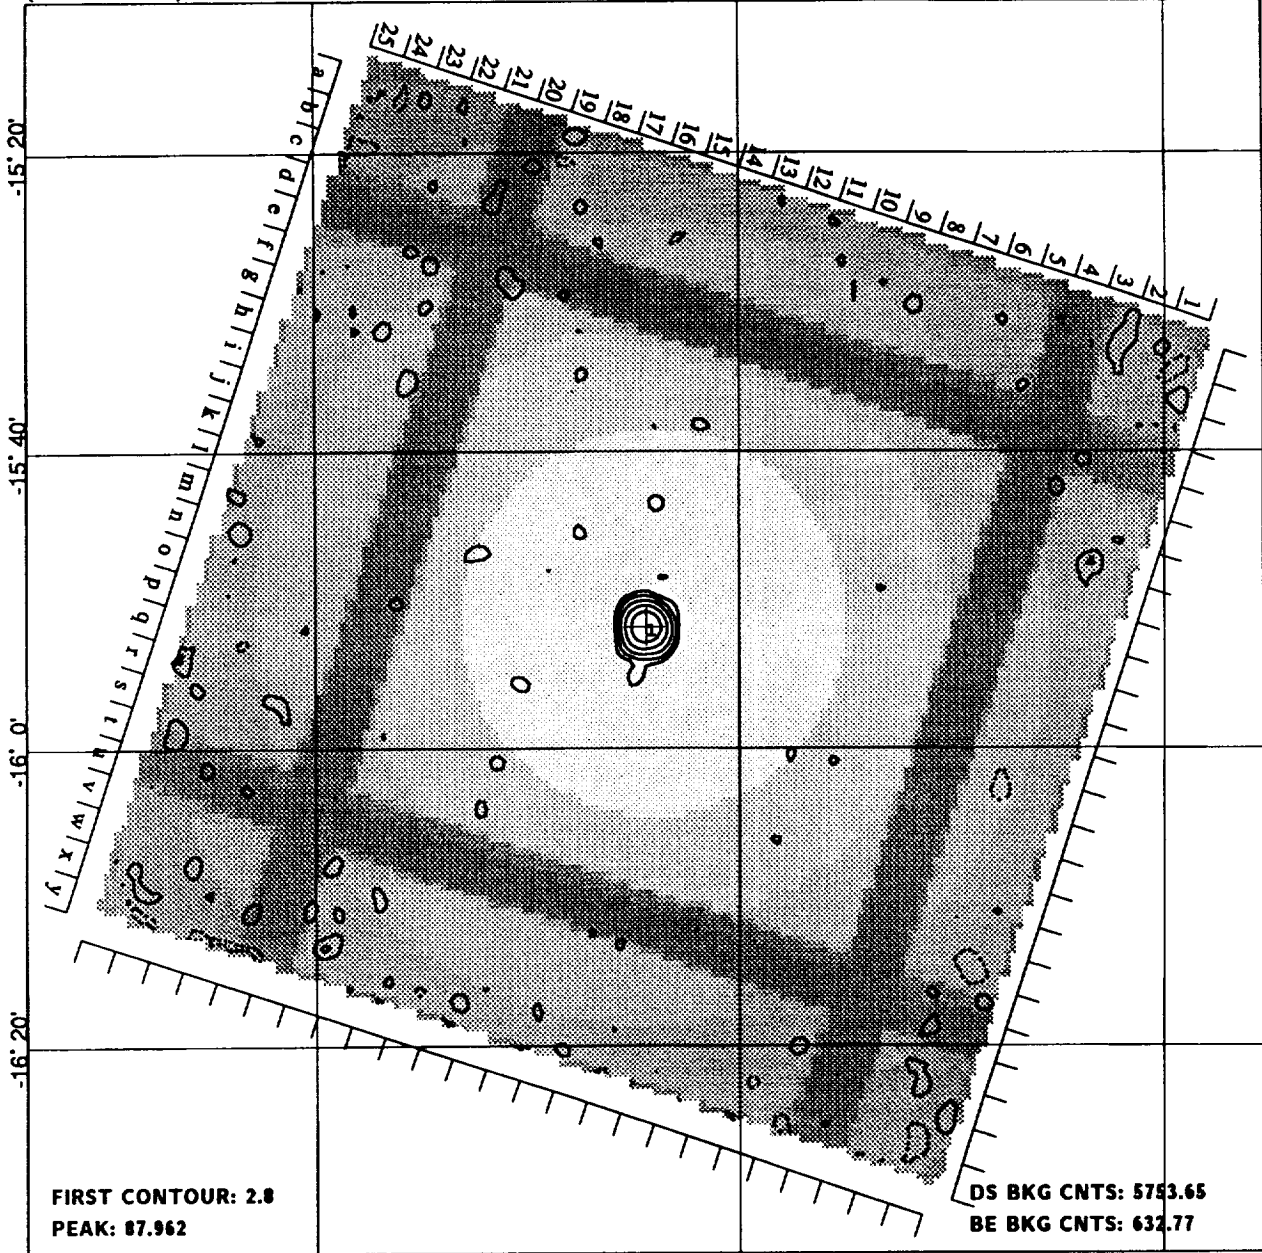 25 24 23 22 21 20 19 18 17 16 15 14 13 12 11 10 9 8 7 6 5 4 3 2 1
a b c d e f g h i j k l m n o p q r s t u v w x y
-15° 20'
-15° 40'
-16° 0'
-16° 20'
FIRST CONTOUR: 2.8
PEAK: 87.962
DS BKG CNTS: 5753.65
BE BKG CNTS: 632.77